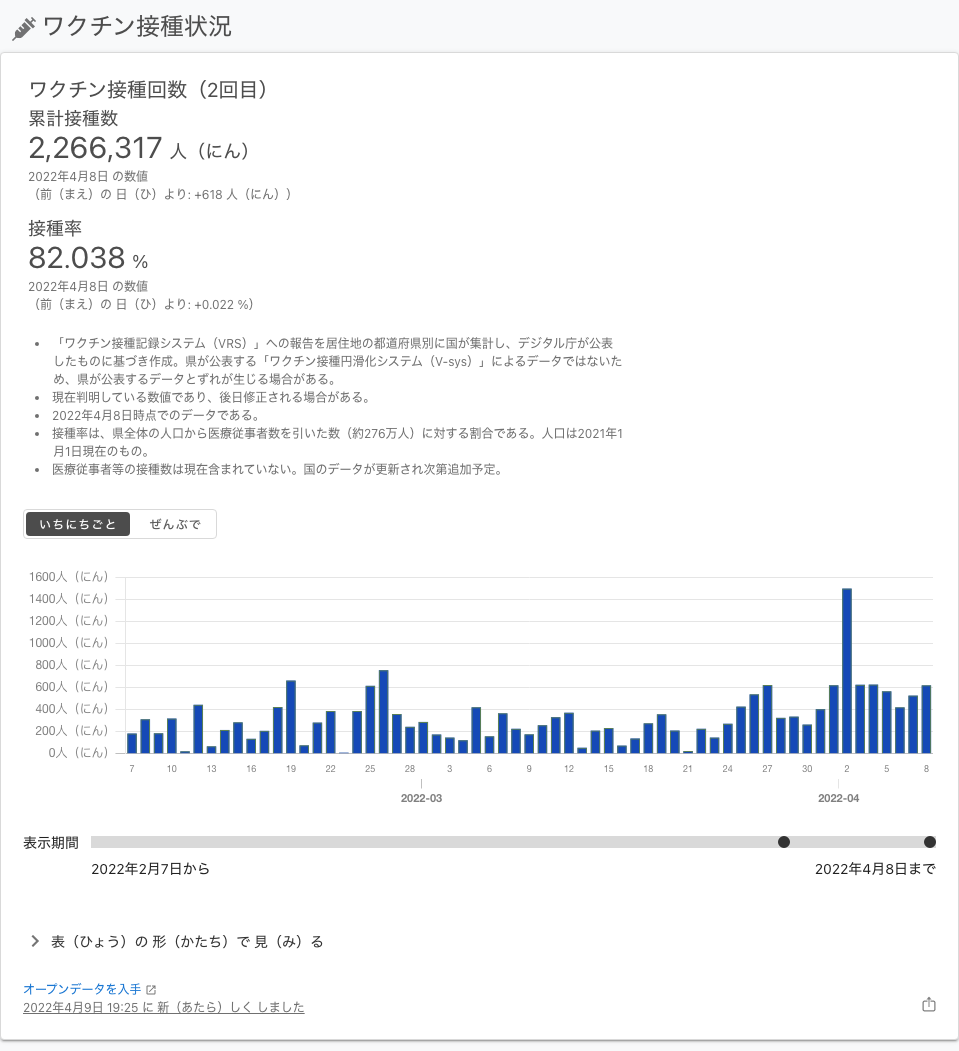 ワクチン接種状況
ワクチン接種回数（2回目）
累計接種数
2,266,317 人（にん）
2022年4月8日 の数値
（前（まえ）の 日（ひ）より: +618 人（にん））
接種率
82.038 %
2022年4月8日 の数値
（前（まえ）の 日（ひ）より: +0.022 %）
• 「ワクチン接種記録システム（VRS）」への報告を居住地の都道府県別に国が集計し、デジタル庁が公表
したものに基づき作成。県が公表する「ワクチン接種円滑化システム（V-sys）」によるデータではないた
め、県が公表するデータとずれが生じる場合がある。
• 現在判明している数値であり、後日修正される場合がある。
• 2022年4月8日時点でのデータである。
• 接種率は、県全体の人口から医療従事者数を引いた数（約276万人）に対する割合である。人口は2021年1
月1日現在のもの。
• 医療従事者等の接種数は現在含まれていない。国のデータが更新され次第追加予定。
いちにちごと ぜんぶで
1600人（にん）
1400人（にん）
1200人（にん）
1000人（にん）
800人（にん）
600人（にん）
400人（にん）
200人（にん）
0人（にん）
7 10 13 16 19 22 25 28 3 6 9 12 15 18 21 24 27 30 2 5 8
2022-03 2022-04
表示期間
2022年2月7日から 2022年4月8日まで
表（ひょう）の 形（かたち）で 見（み）る
オープンデータを入手
2022年4月9日 19:25 に 新（あたら）しく しました